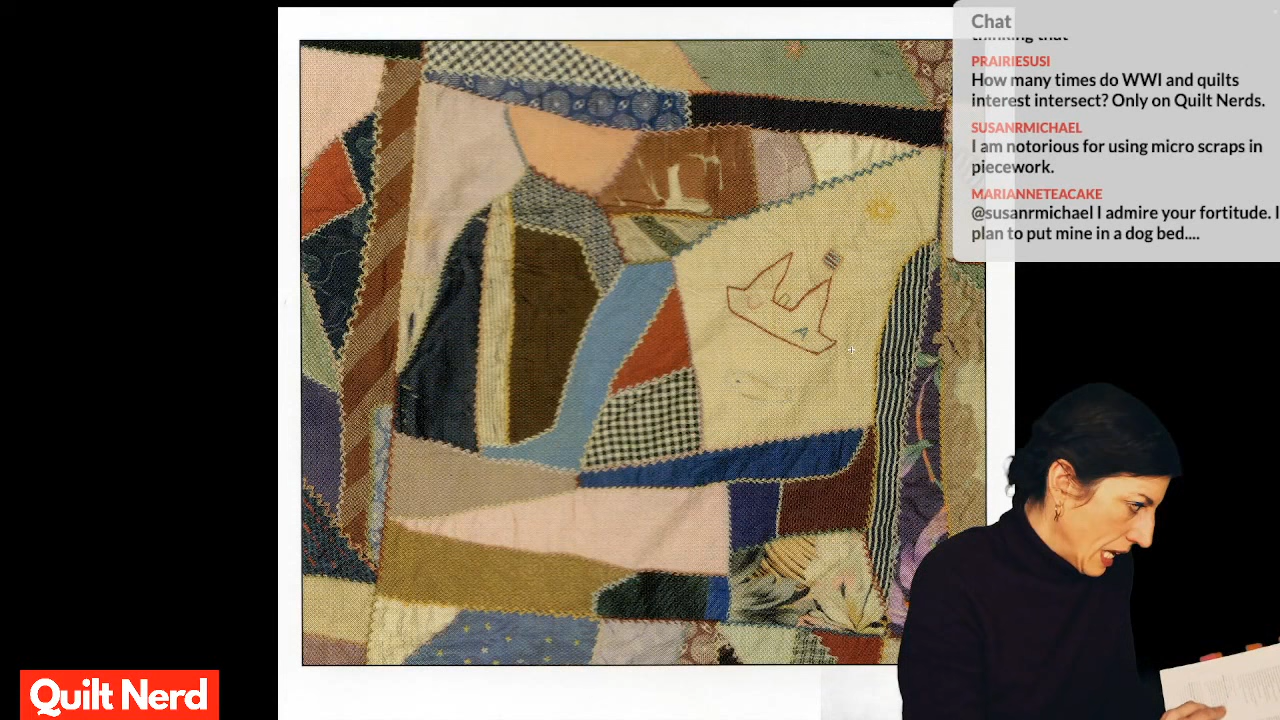 Chat
thinking that
PRAIRIESUSI
How many times do WWI and quilts
interest intersect? Only on Quilt Nerds.
SUSANRMICHAEL
I am notorious for using micro scraps in
piecework.
MARIANNETEACAKE
@susanrmichael I admire your fortitude. I
plan to put mine in a dog bed....
Quilt Nerd